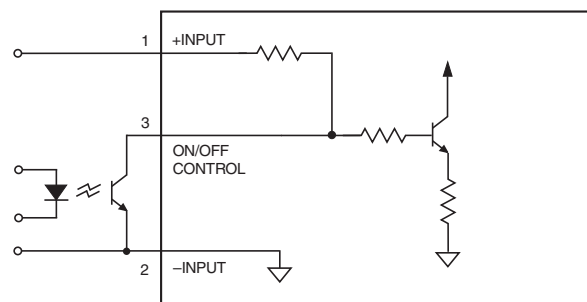 1 +INPUT
3
ON/OFF
CONTROL
2 –INPUT